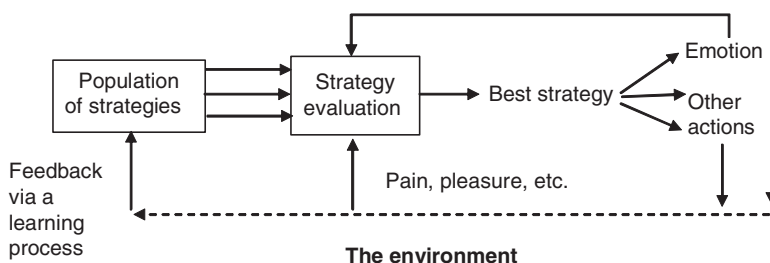 Population
of strategies
Strategy
evaluation
Best strategy
Emotion
Other
actions
Feedback
via a
learning
process
Pain, pleasure, etc.
The environment